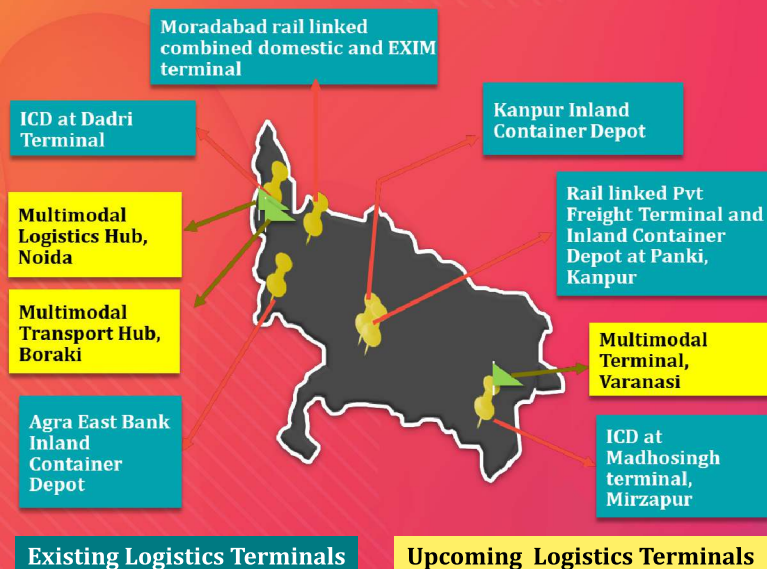 Moradabad rail linked
combined domestic and EXIM
terminal
ICD at Dadri
Terminal
Kanpur Inland
Container Depot
Multimodal
Logistics Hub,
Noida
Rail linked Pvt
Freight Terminal and
Inland Container
Depot at Panki,
Kanpur
Multimodal
Transport Hub,
Boraki
Multimodal
Terminal,
Varanasi
Agra East Bank
Inland
Container
Depot
ICD at
Madhosingh
terminal,
Mirzapur
Existing Logistics Terminals
Upcoming Logistics Terminals